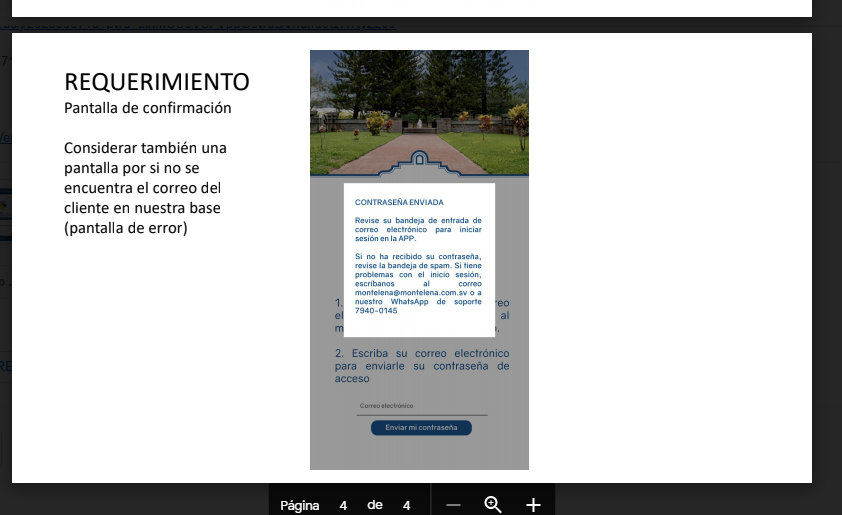 REQUERIMIENTO
Pantalla de confirmación
Considerar también una
pantalla por si no se
encuentra el correo del
cliente en nuestra base
(pantalla de error)
CONTRASEÑA ENVIADA
Revise su bandeja de entrada de
correo electrónico para iniciar
sesión en la APP.
Si no ha recibido su contraseña,
revise la bandeja de spam. Si tiene
problemas con el inicio sesión,
escríbanos al correo
montelena@montelena.com.sv o a
nuestro WhatsApp de soporte
7940-0145
1.
el al
2. Escriba su correo electrónico
para enviarle su contraseña de
acceso
Correo electrónico
Enviar mi contraseña
Página 4 de 4